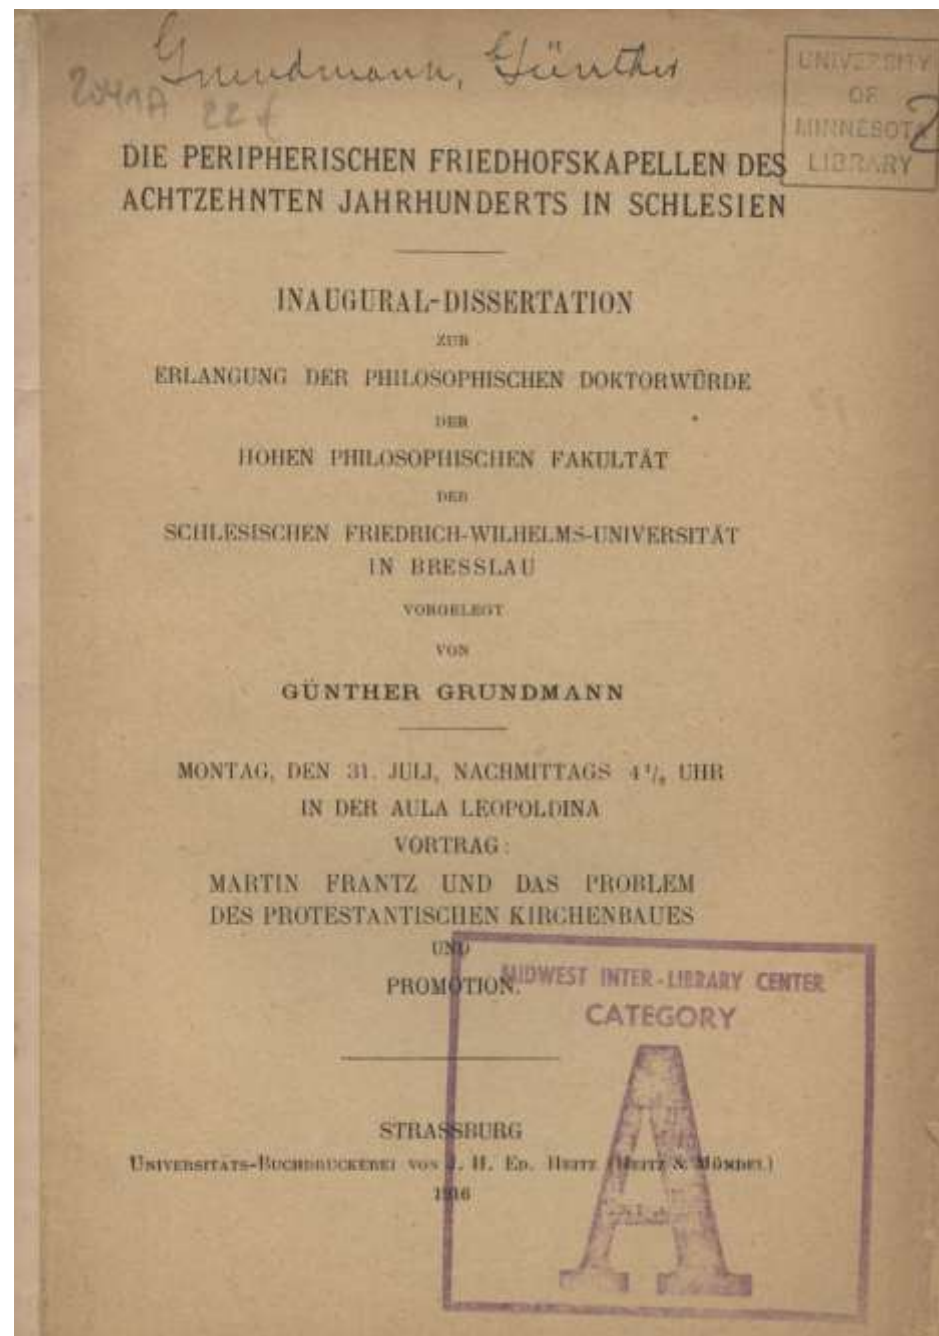 Grundmann, Günther
2041A
22
UNIVERSITY
OF
MINNESOTA
LIBRARY
2
DIE PERIPHERISCHEN FRIEDHOFSKAPELLEN DES
ACHTZEHNTEN JAHRHUNDERTS IN SCHLESIEN
INAUGURAL-DISSERTATION
ZUR
ERLANGUNG DER PHILOSOPHISCHEN DOKTORWÜRDE
DER
HOHEN PHILOSOPHISCHEN FAKULTÄT
DER
SCHLESISCHEN FRIEDRICH-WILHELMS-UNIVERSITÄT
IN BRESSLAU
VORGELEGT
VON
GÜNTHER GRUNDMANN
MONTAG, DEN 31. JULI, NACHMITTAGS 4 UHR
IN DER AULA LEOPOLDINA
VORTRAG:
MARTIN FRANTZ UND DAS PROBLEM
DES PROTESTANTISCHEN KIRCHENBAUES
UND
PROMOTION.
MIDWEST INTER-LIBRARY CENTER
CATEGORY
A
STRASSBURG
UNIVERSITÄTS-BUCHDRUCKEREI VON J. H. ED. HEITZ (HEITZ & MÜNDEL)
1916